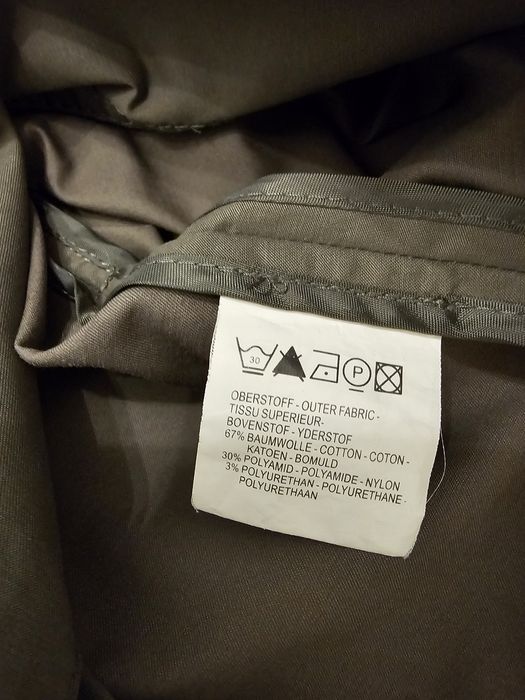 30 P
OBERSTOFF - OUTER FABRIC -
TISSU SUPERIEUR-
BOVENSTOF - YDERSTOF
67% BAUMWOLLE - COTTON - COTON -
KATOEN - BOMULD
30% POLYAMID - POLYAMIDE - NYLON
3% POLYURETHAN - POLYURETHANE -
POLYURETHAAN